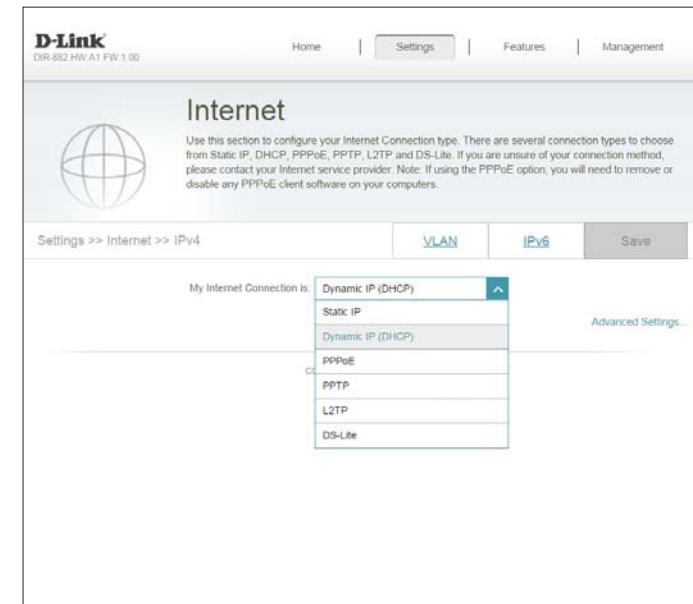 D-Link
DIR-882 HW:A1 FW:1.00
Home | Settings | Features | Management
Internet
Use this section to configure your Internet Connection type. There are several connection types to choose
from Static IP, DHCP, PPPoE, PPTP, L2TP and DS-Lite. If you are unsure of your connection method,
please contact your Internet service provider. Note: If using the PPPoE option, you will need to remove or
disable any PPPoE client software on your computers.
Settings >> Internet >> IPv4
VLAN
IPv6
Save
My Internet Connection is: Dynamic IP (DHCP)
Static IP
Dynamic IP (DHCP)
PPPoE
PPTP
L2TP
DS-Lite
Advanced Settings...